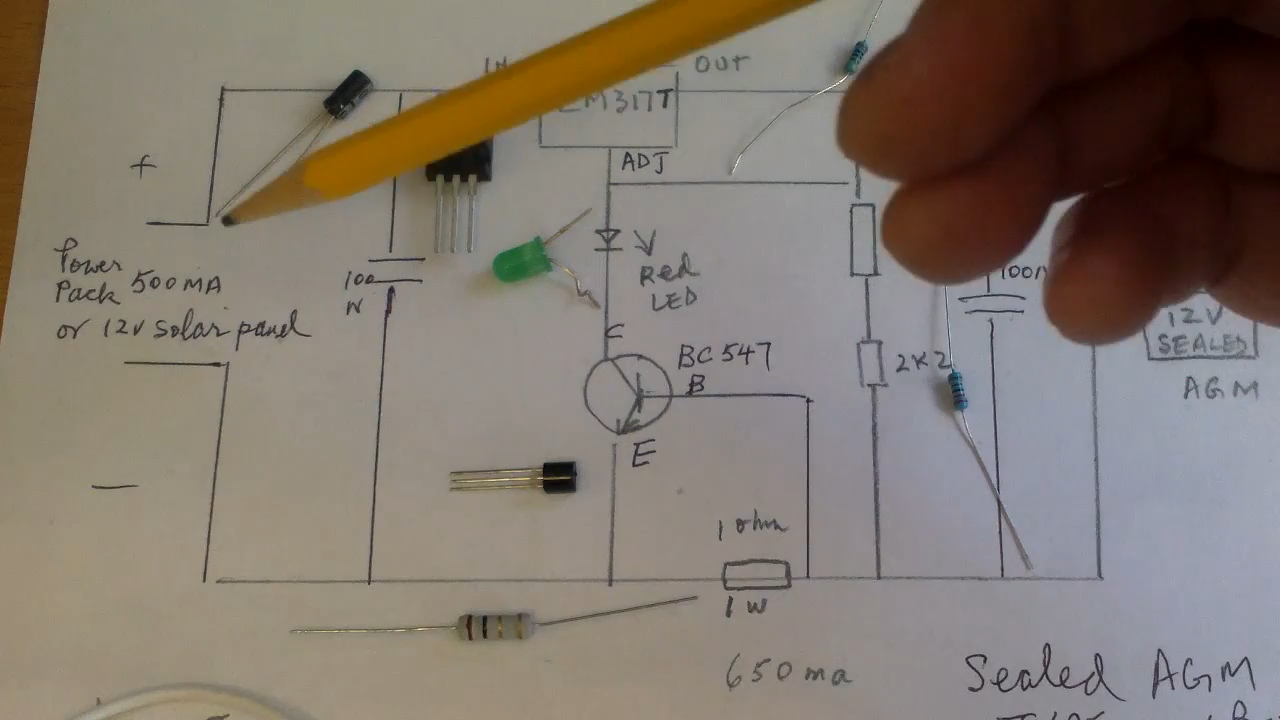 OUT
LM317T
ADJ
+
Power
Pack 500MA
or 12V solar panel
100
Red
LED
C
BC547
B
E
2K2
12V
SEALED
AGM
—
1 ohm
1W
650ma
Sealed AGM